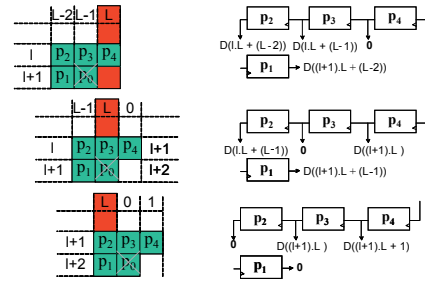 L-2 L-1 L
l p2 p3 p4
l+1 p1 p0
p2 p3 p4
D(l.L + (L-2)) D(l.L + (L-1)) 0
p1 D((l+1).L + (L-2))
L-1 L 0
l p2 p3 p4 l+1
l+1 p1 p0 l+2
p2 p3 p4
D(l.L + (L-1)) 0 D((l+1).L )
p1 D((l+1).L + (L-1))
L 0 1
l+1 p2 p3 p4
l+2 p1 p0
p2 p3 p4
0 D((l+1).L ) D((l+1).L + 1)
p1 0